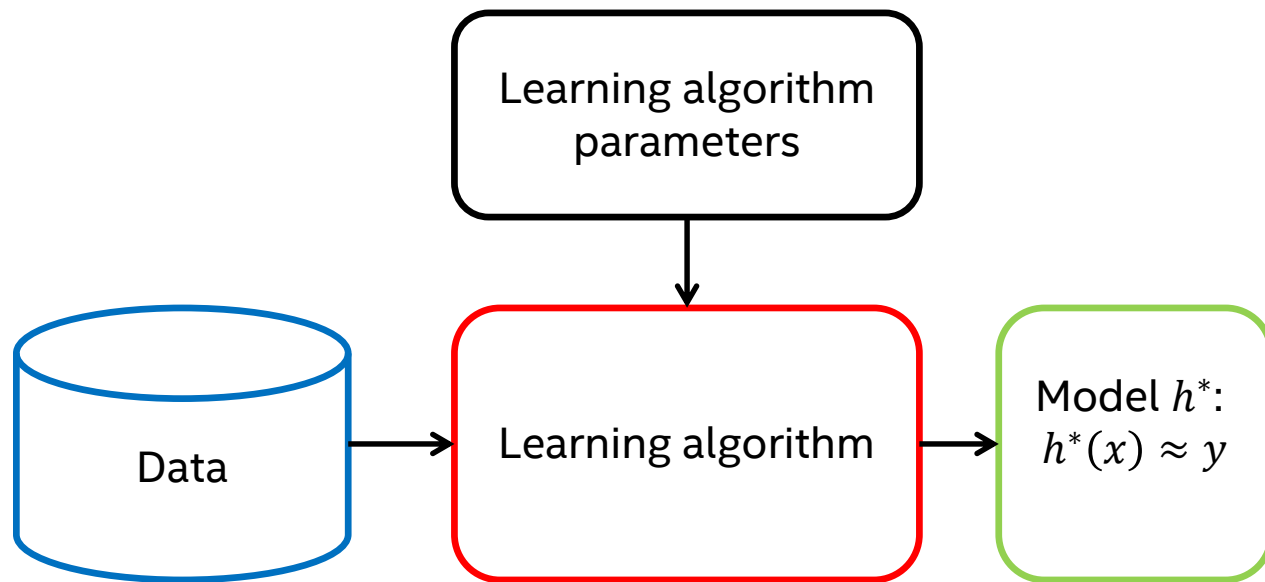 Learning algorithm
parameters
Data
Learning algorithm
Model h*:
h*(x) ≈ y